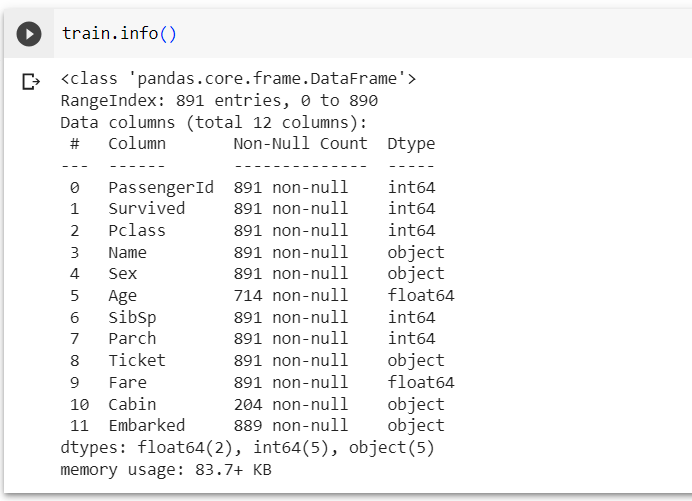 train.info()
<class 'pandas.core.frame.DataFrame'>
RangeIndex: 891 entries, 0 to 890
Data columns (total 12 columns):
 #   Column       Non-Null Count  Dtype
---  ------       --------------  -----
 0   PassengerId  891 non-null    int64
 1   Survived     891 non-null    int64
 2   Pclass       891 non-null    int64
 3   Name         891 non-null    object
 4   Sex          891 non-null    object
 5   Age          714 non-null    float64
 6   SibSp        891 non-null    int64
 7   Parch        891 non-null    int64
 8   Ticket       891 non-null    object
 9   Fare         891 non-null    float64
 10  Cabin        204 non-null    object
 11  Embarked     889 non-null    object
dtypes: float64(2), int64(5), object(5)
memory usage: 83.7+ KB